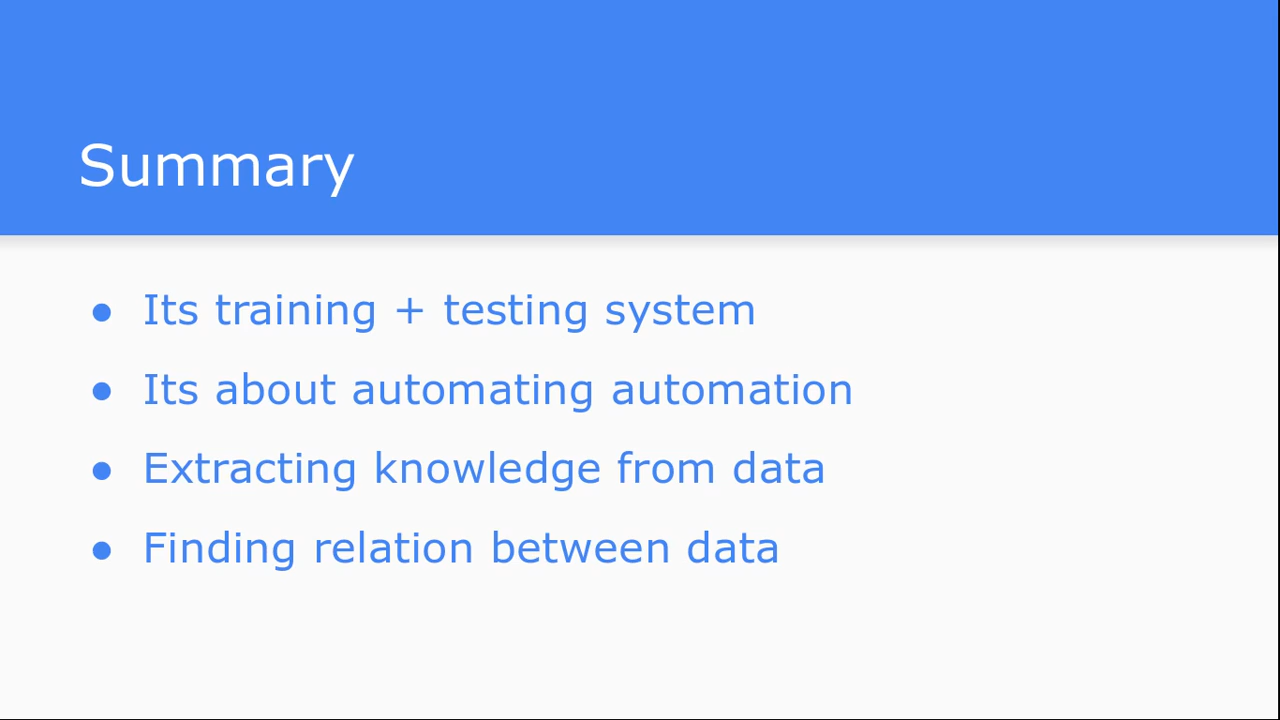 Summary
● Its training + testing system
● Its about automating automation
● Extracting knowledge from data
● Finding relation between data